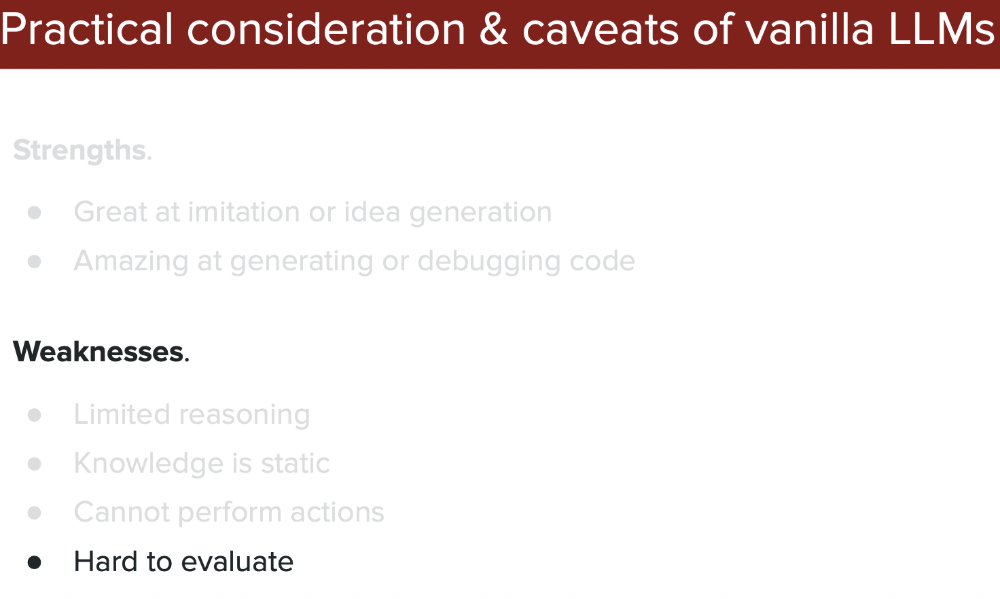 Practical consideration & caveats of vanilla LLMs
Strengths.
● Great at imitation or idea generation
● Amazing at generating or debugging code
Weaknesses.
● Limited reasoning
● Knowledge is static
● Cannot perform actions
● Hard to evaluate